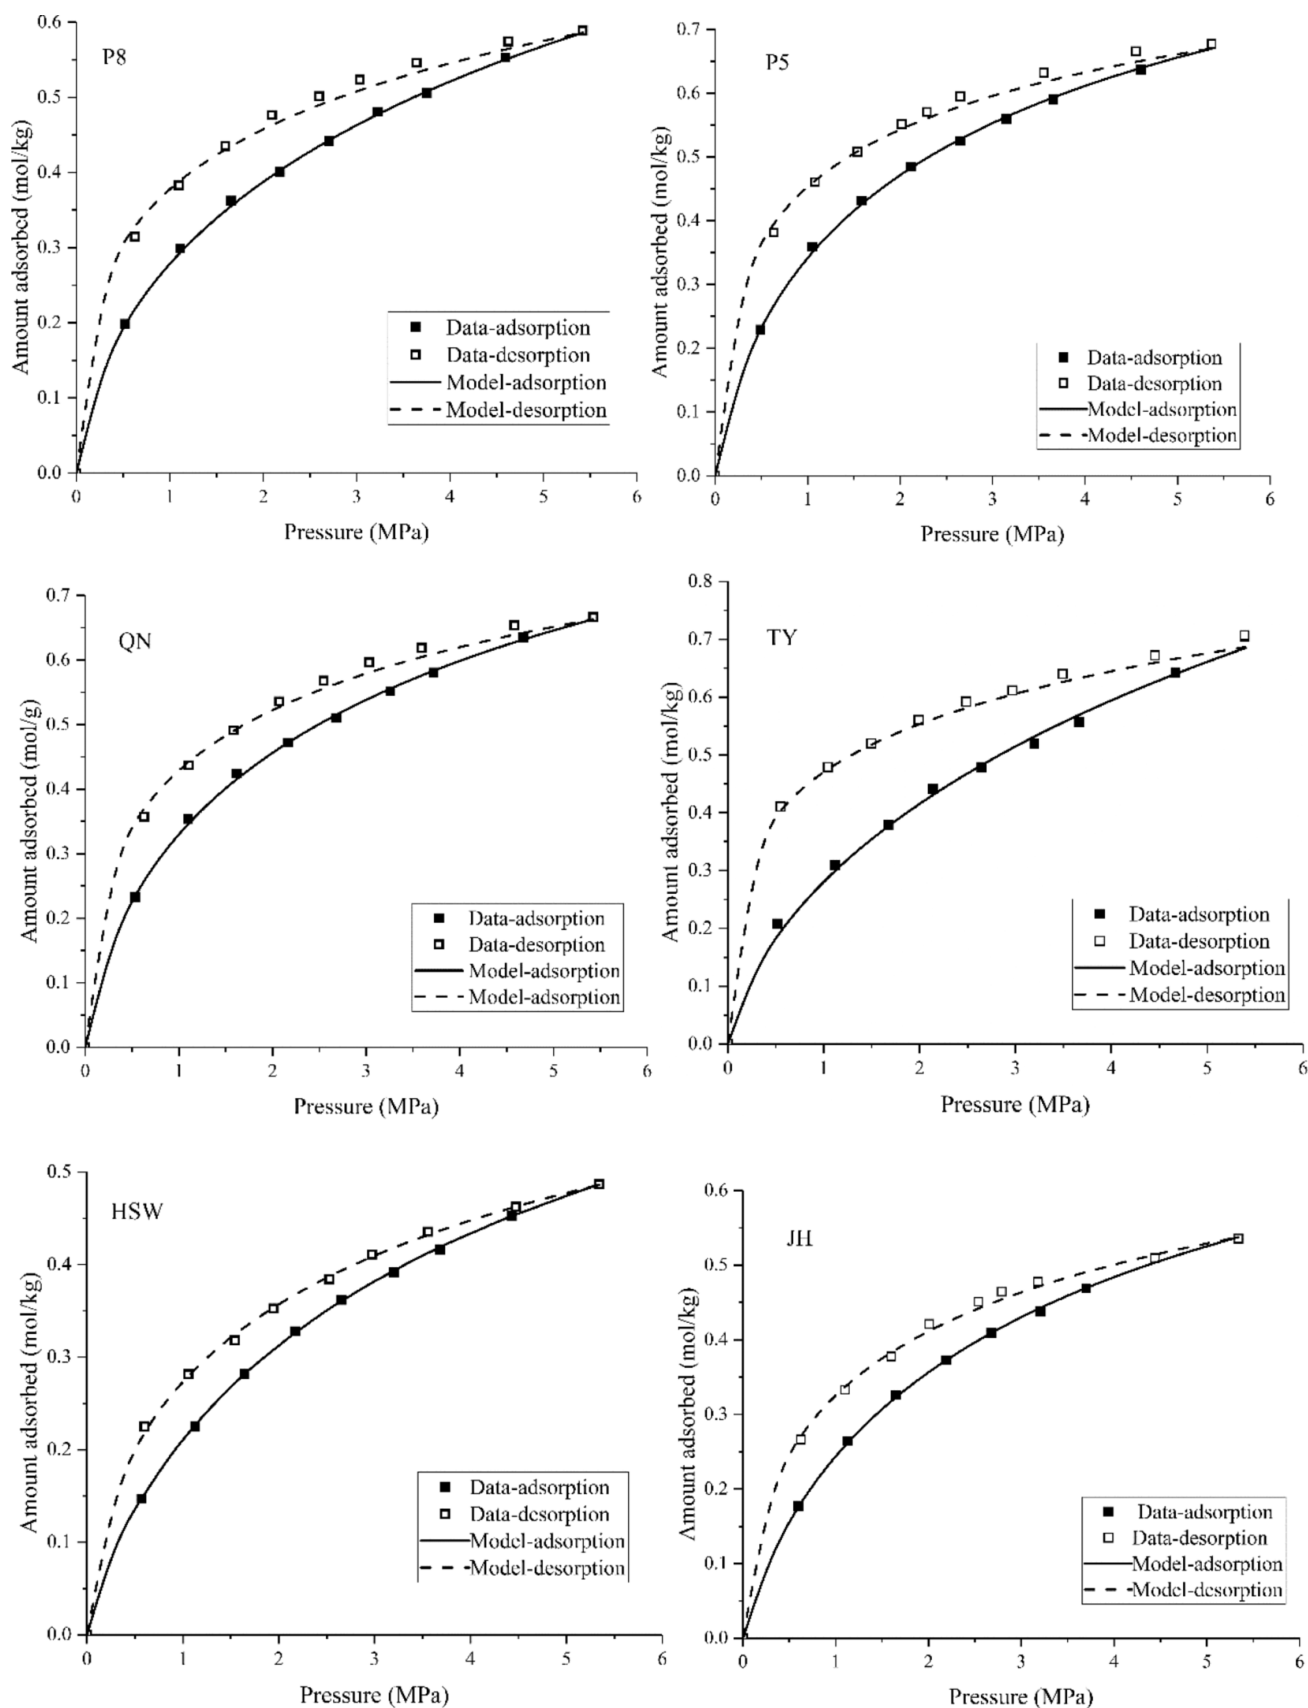 P8
0.6
0.5
0.4
0.3
0.2
0.1
0.0
Amount adsorbed (mol/kg)
Data-adsorption
Data-desorption
Model-adsorption
Model-desorption
0 1 2 3 4 5 6
Pressure (MPa)
P5
0.7
0.6
0.5
0.4
0.3
0.2
0.1
0.0
Amount adsorbed (mol/kg)
Data-adsorption
Data-desorption
Model-adsorption
Model-desorption
0 1 2 3 4 5 6
Pressure (MPa)
QN
0.7
0.6
0.5
0.4
0.3
0.2
0.1
0.0
Amount adsorbed (mol/g)
Data-adsorption
Data-desorption
Model-adsorption
Model-adsorption
0 1 2 3 4 5 6
Pressure (MPa)
TY
0.8
0.7
0.6
0.5
0.4
0.3
0.2
0.1
0.0
Amount adsorbed (mol/kg)
Data-adsorption
Data-desorption
Model-adsorption
Model-desorption
0 1 2 3 4 5 6
Pressure (MPa)
HSW
0.5
0.4
0.3
0.2
0.1
0.0
Amount adsorbed (mol/kg)
Data-adsorption
Data-desorption
Model-adsorption
Model-desorption
0 1 2 3 4 5 6
Pressure (MPa)
JH
0.6
0.5
0.4
0.3
0.2
0.1
0.0
Amount adsorbed (mol/kg)
Data-adsorption
Data-desorption
Model-adsorption
Model-desorption
0 1 2 3 4 5 6
Pressure (MPa)